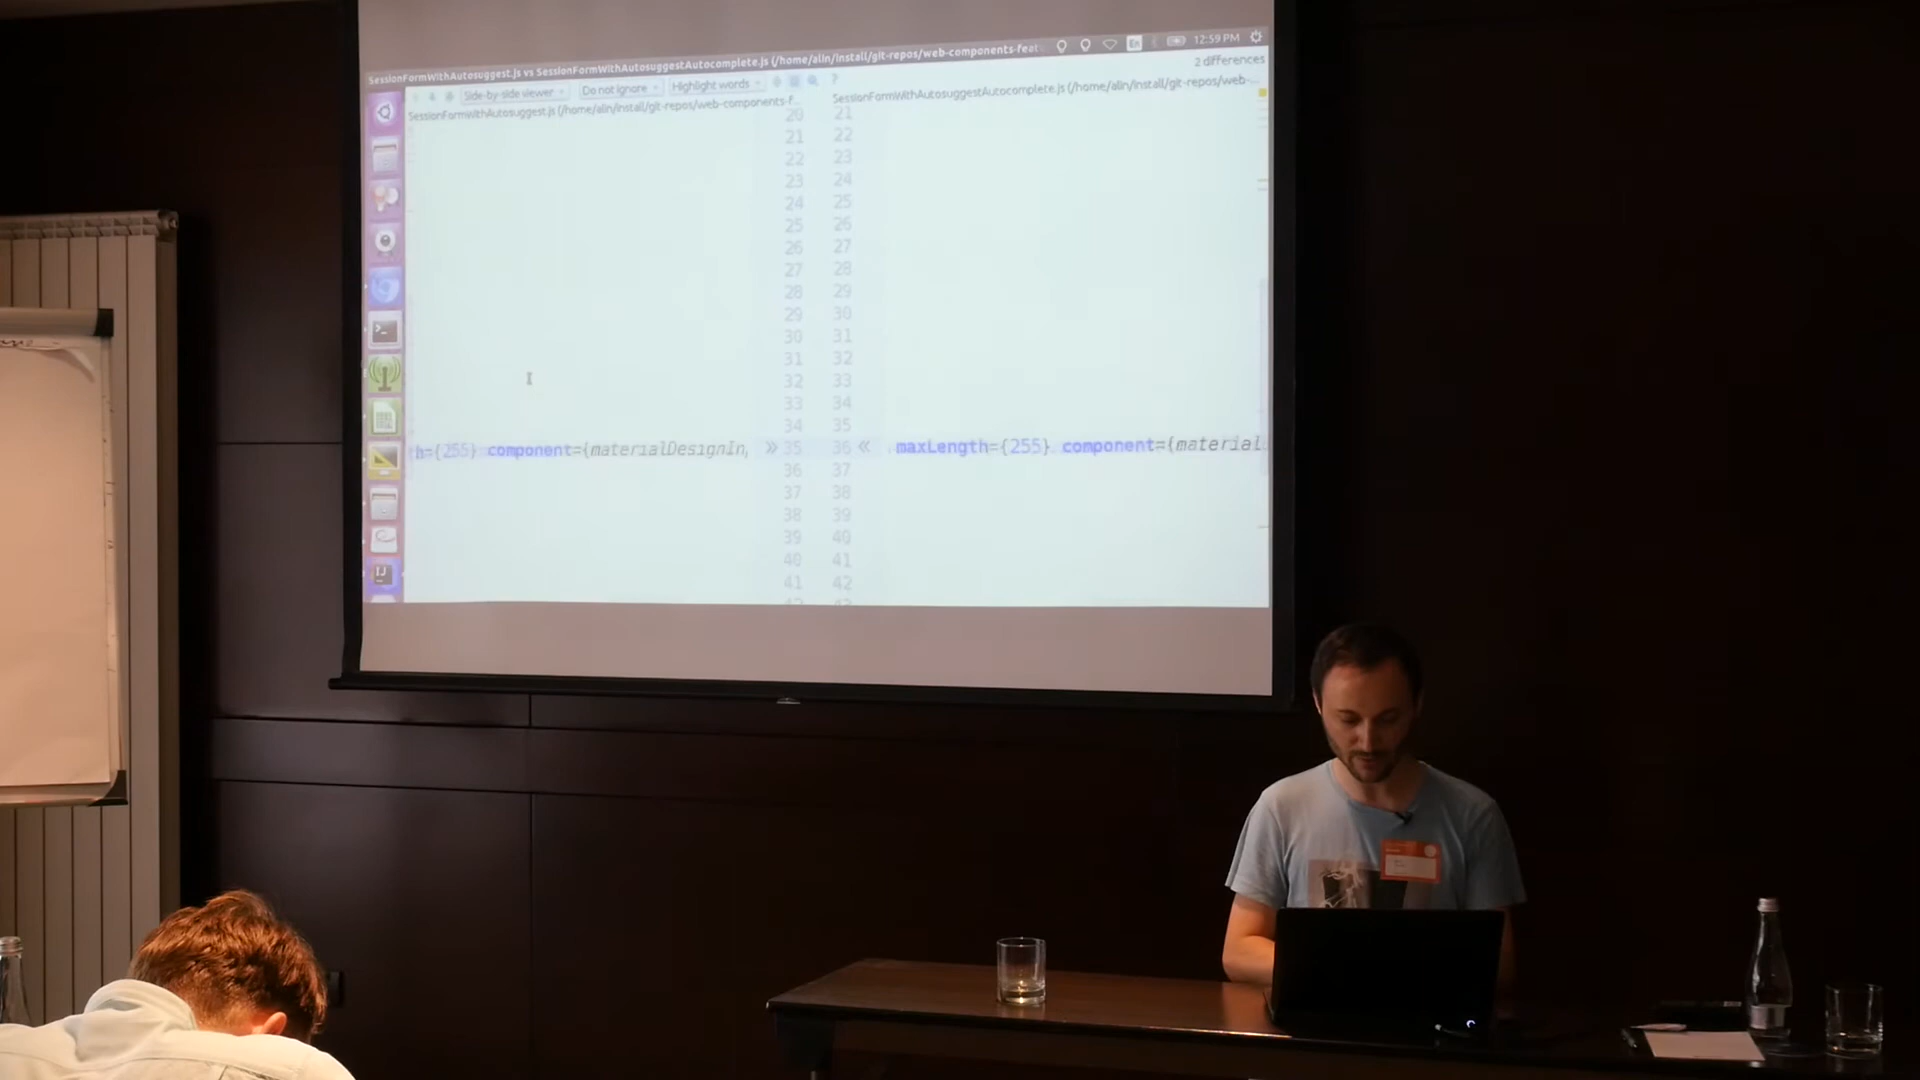 SessionFormWithAutosuggest.js vs SessionFormWithAutosuggestAutocomplete.js (/home/alin/install/git-repos/web-components-feat
En 12:59 PM
Side-by-side viewer Do not ignore Highlight words ?
2 differences
SessionFormWithAutosuggest.js (/home/alin/install/git-repos/web-components-f...
SessionFormWithAutosuggestAutocomplete.js (/home/alin/install/git-repos/web-...
20 21
21 22
22 23
23 24
24 25
25 26
26 27
27 28
28 29
29 30
30 31
31 32
32 33
33 34
34 35
h={255} component={materialDesignIn, » 35 36 « maxLength={255} component={material
36 37
37 38
38 39
39 40
40 41
41 42
IJ